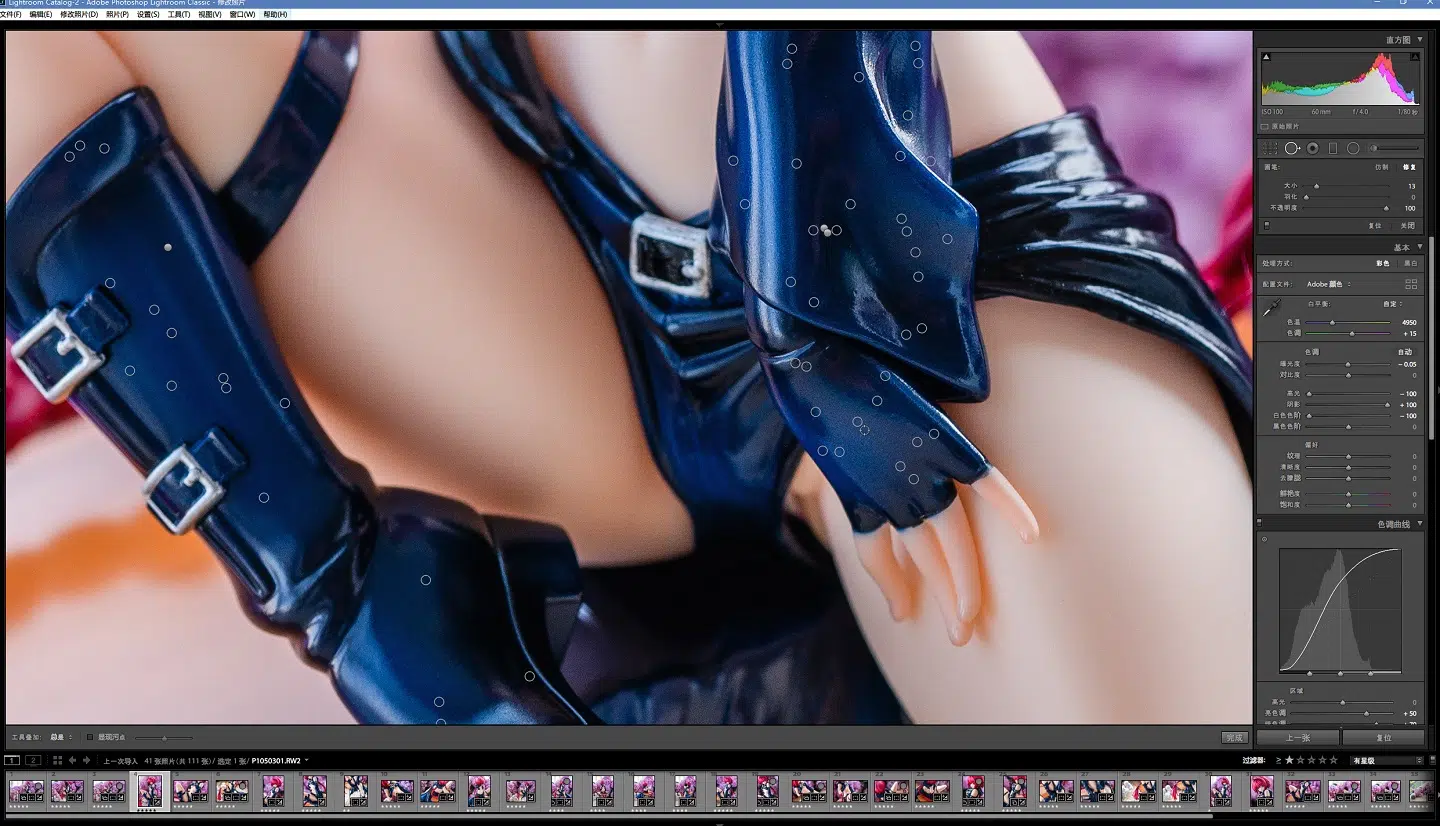 Lightroom Catalog-2 - Adobe Photoshop Lightroom Classic - 修改照片
文件(F) 编辑(E) 修改照片(D) 照片(P) 设置(S) 工具(T) 视图(V) 窗口(W) 帮助(H)
直方图
ISO 100 60 mm f / 4.0 1/80 秒
原始照片
画笔: 仿制 修复
大小 13
羽化 0
不透明度 100
复位 关闭
基本
处理方式: 彩色 黑白
配置文件: Adobe 颜色
白平衡: 自定
色温 4950
色调 + 15
色调 自动
曝光度 - 0.05
对比度 0
高光 - 100
阴影 + 100
白色色阶 - 100
黑色色阶 0
偏好
纹理 0
清晰度 0
去朦胧 0
鲜艳度 0
饱和度 0
色调曲线
区域
高光 0
亮色调 + 50
工具叠加: 总是 显现污点 完成
上一张 复位
1 2 上一次导入 41 张照片(共 111 张)/ 选定 1 张/ P1050301.RW2
过滤器: ≥ ★ ☆ ☆ ☆ ☆ 有星级